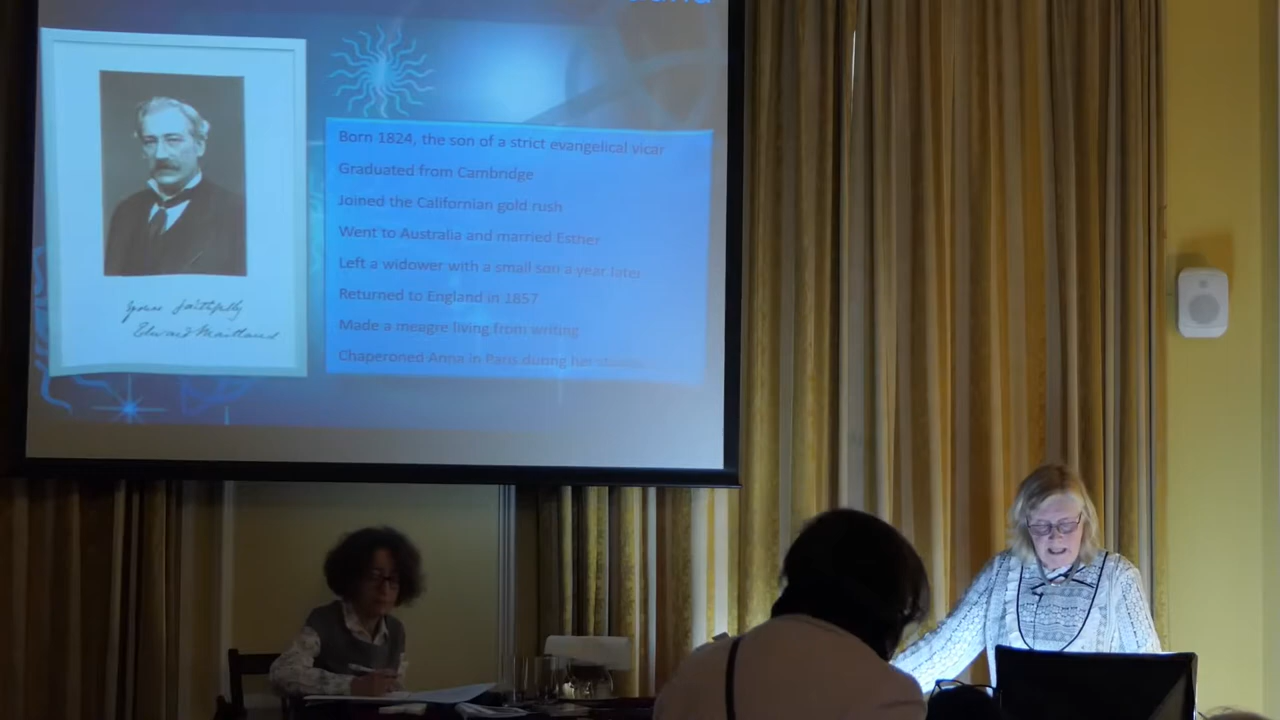 Born 1824, the son of a strict evangelical vicar
Graduated from Cambridge
Joined the Californian gold rush
Went to Australia and married Esther
Left a widower with a small son a year later
Returned to England in 1857
Made a meagre living from writing
Chaperoned Anna in Paris during her studies
Yours faithfully
Edward Maitland